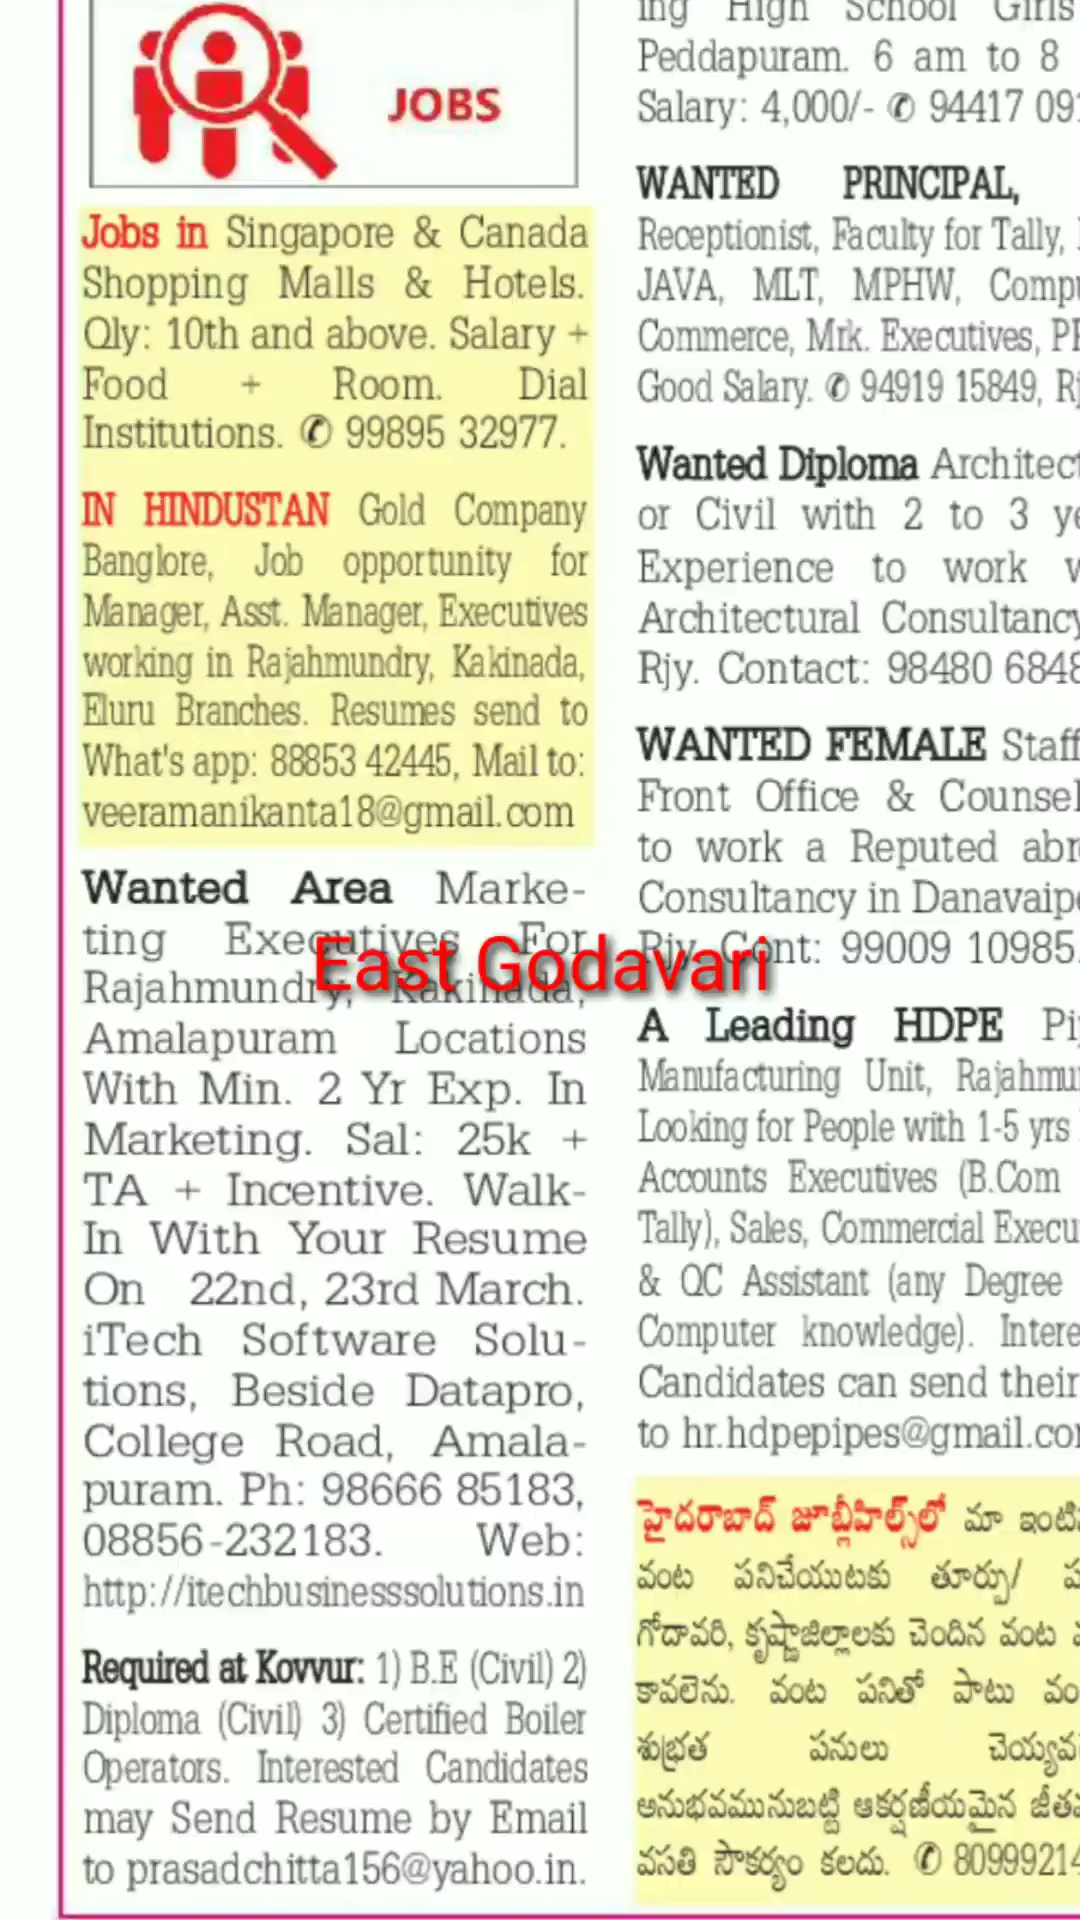 JOBS
Jobs in Singapore & Canada
Shopping Malls & Hotels.
Qly: 10th and above. Salary +
Food + Room. Dial
Institutions. ✆ 99895 32977.
IN HINDUSTAN Gold Company
Banglore, Job opportunity for
Manager, Asst. Manager, Executives
working in Rajahmundry, Kakinada,
Eluru Branches. Resumes send to
What's app: 88853 42445, Mail to:
veeramanikanta18@gmail.com
Wanted Area Marke-
ting Executives For
Rajahmundry, Kakinada,
Amalapuram Locations
With Min. 2 Yr Exp. In
Marketing. Sal: 25k +
TA + Incentive. Walk-
In With Your Resume
On 22nd, 23rd March.
iTech Software Solu-
tions, Beside Datapro,
College Road, Amala-
puram. Ph: 98666 85183,
08856-232183. Web:
http://itechbusinesssolutions.in
Required at Kovvur: 1) B.E (Civil) 2)
Diploma (Civil) 3) Certified Boiler
Operators. Interested Candidates
may Send Resume by Email
to prasadchitta156@yahoo.in.
ing High School Girls
Peddapuram. 6 am to 8
Salary: 4,000/- ✆ 94417 09
WANTED PRINCIPAL,
Receptionist, Faculty for Tally,
JAVA, MLT, MPHW, Comp
Commerce, Mrk. Executives,
Good Salary. ✆ 94919 15849,
Wanted Diploma Architect
or Civil with 2 to 3
Experience to work
Architectural Consultancy
Rjy. Contact: 98480 6848
WANTED FEMALE Staff
Front Office & Counsel
to work a Reputed
Consultancy in Danavaipe
Rjy. Cont: 99009 10985.
A Leading HDPE
Manufacturing Unit, Rajahmu
Looking for People with 1-5 yrs
Accounts Executives (B.Com
Tally), Sales, Commercial Execu
& QC Assistant (any Degree
Computer knowledge). Intere
Candidates can send their
to hr.hdpepipes@gmail.co
హైదరాబాద్ జూబ్లీహిల్స్‌లో మా
వంట పనిచేయుటకు తూర్పు/
గోదావరి, కృష్ణాజిల్లాలకు చెందిన వంట
కావలెను. వంట పనితో పాటు
శుభ్రత పనులు
అనుభవమునుబట్టి ఆకర్షణీయమైన
వసతి సౌకర్యం కలదు. ✆ 80999214
East Godavari